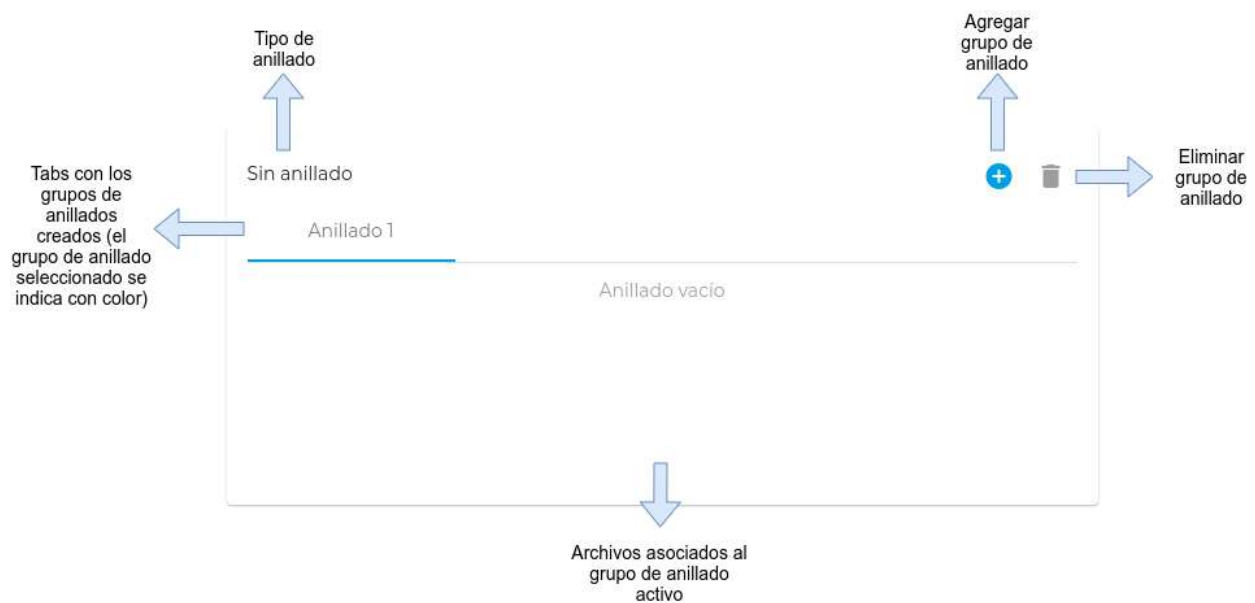 Tipo de
anillado
Agregar
grupo de
anillado
Tabs con los
grupos de
anillados
creados (el
grupo de anillado
seleccionado se
indica con color)
Sin anillado
Eliminar
grupo de
anillado
Anillado 1
Anillado vacío
Archivos asociados al
grupo de anillado
activo